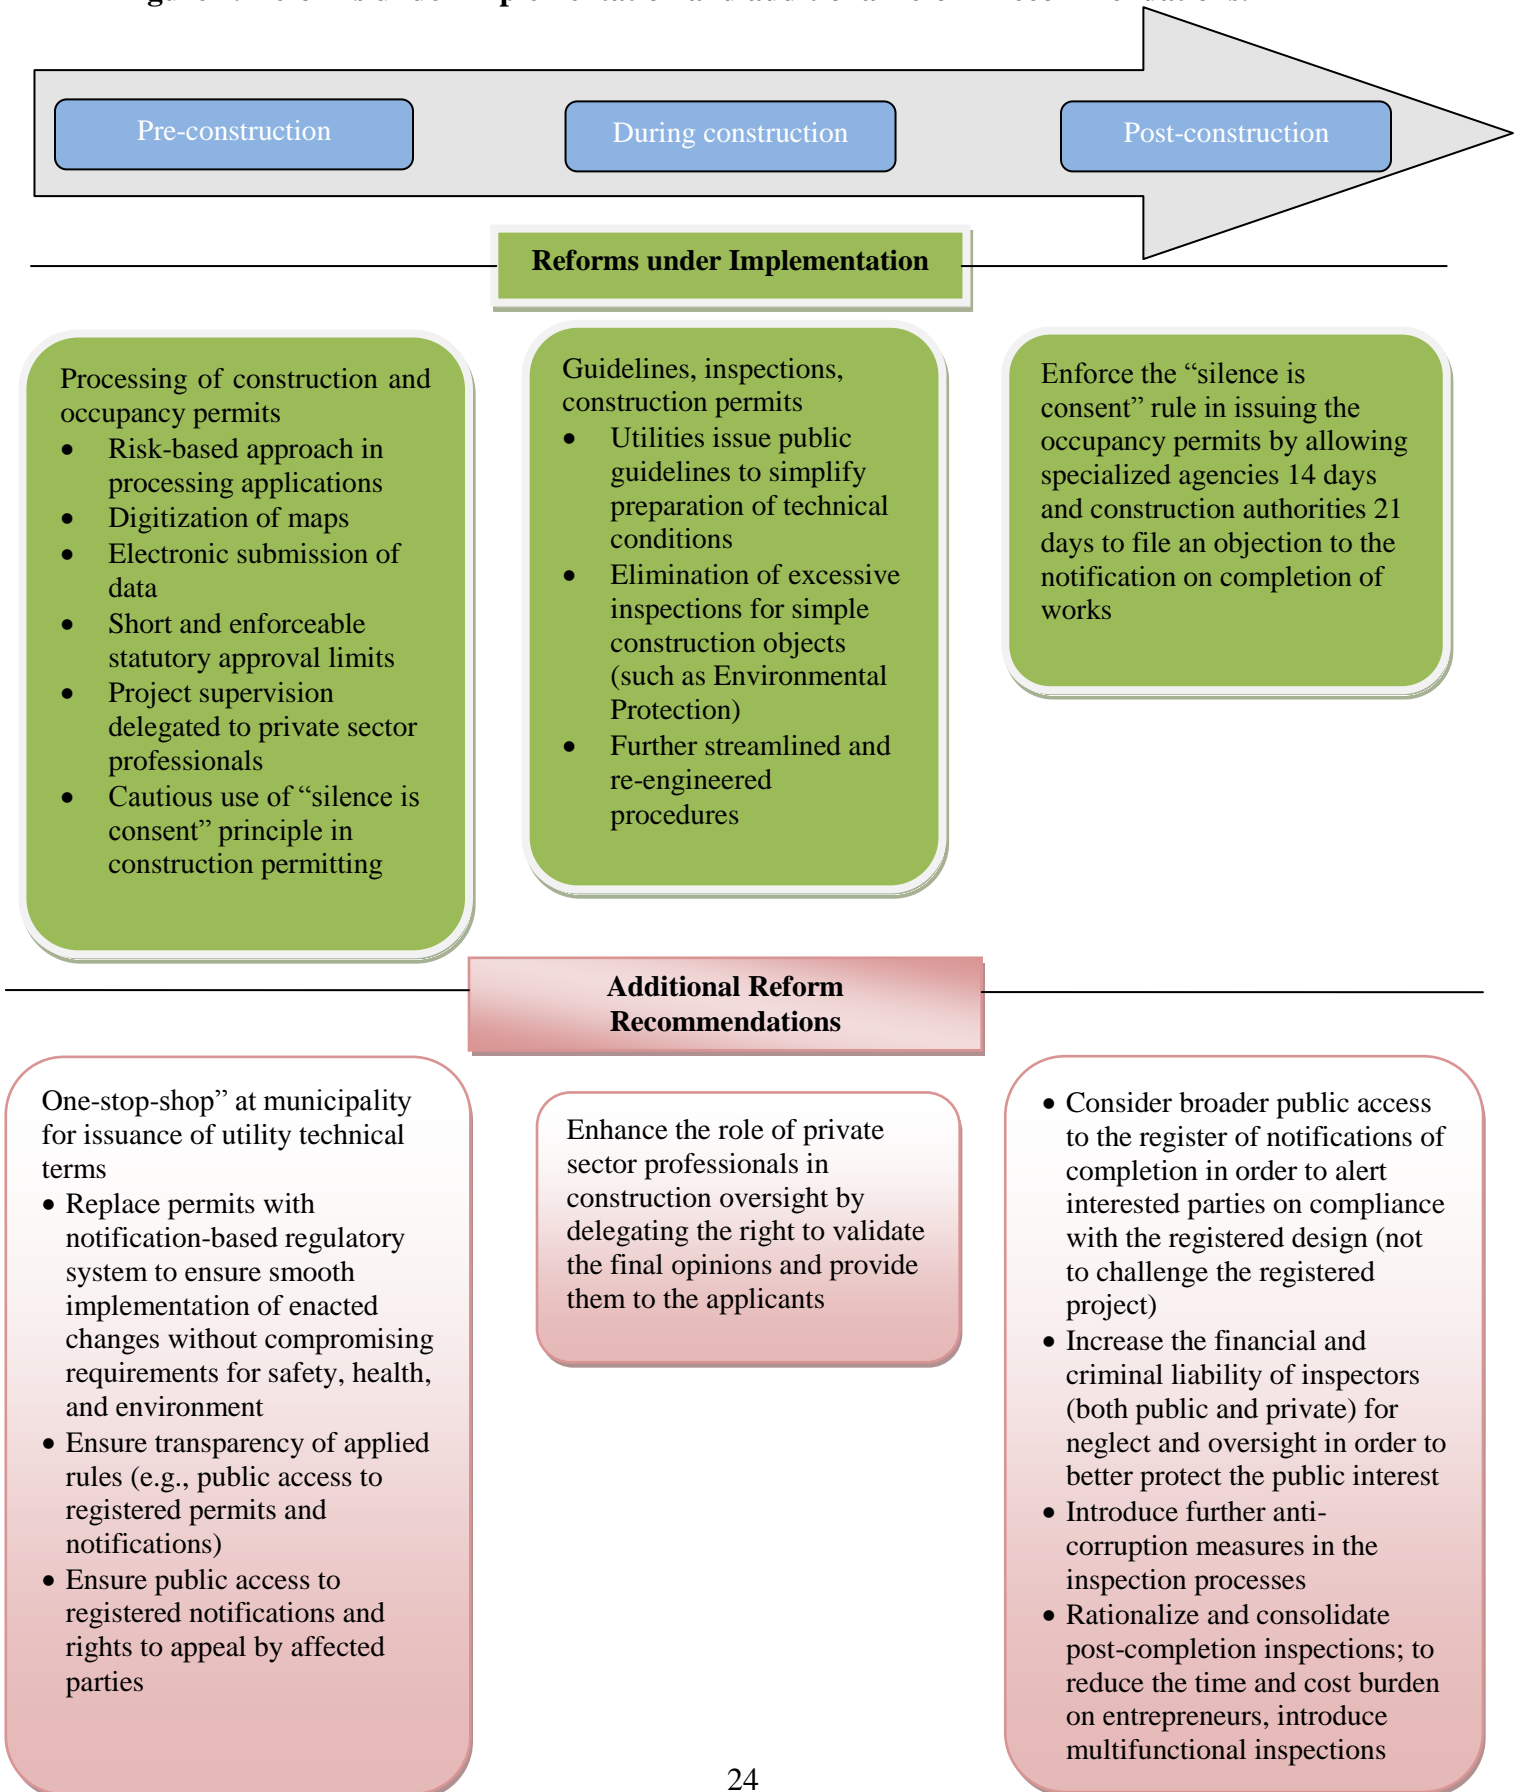 Pre-construction
During construction
Post-construction
Reforms under Implementation
Processing of construction and
occupancy permits
• Risk-based approach in
processing applications
• Digitization of maps
• Electronic submission of
data
• Short and enforceable
statutory approval limits
• Project supervision
delegated to private sector
professionals
• Cautious use of “silence is
consent” principle in
construction permitting
Guidelines, inspections,
construction permits
• Utilities issue public
guidelines to simplify
preparation of technical
conditions
• Elimination of excessive
inspections for simple
construction objects
(such as Environmental
Protection)
• Further streamlined and
re-engineered
procedures
Enforce the “silence is
consent” rule in issuing the
occupancy permits by allowing
specialized agencies 14 days
and construction authorities 21
days to file an objection to the
notification on completion of
works
Additional Reform
Recommendations
One-stop-shop” at municipality
for issuance of utility technical
terms
• Replace permits with
notification-based regulatory
system to ensure smooth
implementation of enacted
changes without compromising
requirements for safety, health,
and environment
• Ensure transparency of applied
rules (e.g., public access to
registered permits and
notifications)
• Ensure public access to
registered notifications and
rights to appeal by affected
parties
Enhance the role of private
sector professionals in
construction oversight by
delegating the right to validate
the final opinions and provide
them to the applicants
• Consider broader public access
to the register of notifications of
completion in order to alert
interested parties on compliance
with the registered design (not
to challenge the registered
project)
• Increase the financial and
criminal liability of inspectors
(both public and private) for
neglect and oversight in order to
better protect the public interest
• Introduce further anti-
corruption measures in the
inspection processes
• Rationalize and consolidate
post-completion inspections; to
reduce the time and cost burden
on entrepreneurs, introduce
multifunctional inspections
24